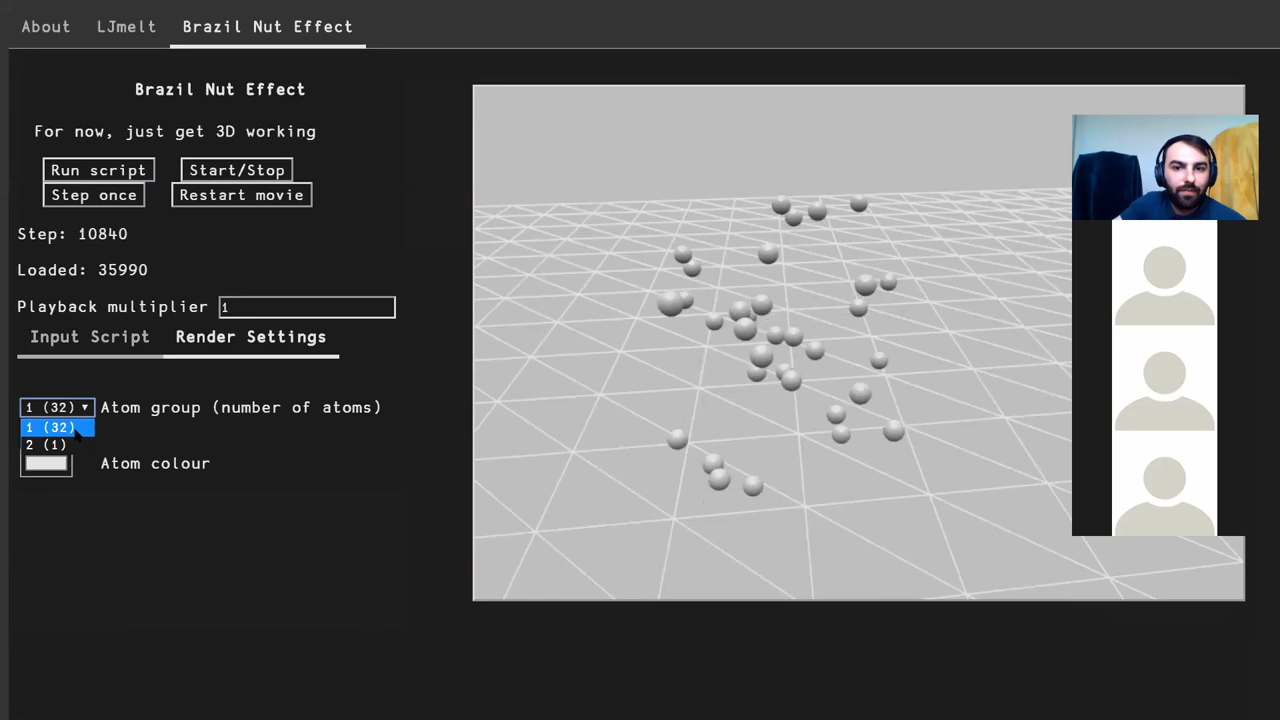 About LJmelt Brazil Nut Effect
Brazil Nut Effect
For now, just get 3D working
Run script Start/Stop
Step once Restart movie
Step: 10840
Loaded: 35990
Playback multiplier 1
Input Script Render Settings
1 (32) ▾ Atom group (number of atoms)
1 (32)
2 (1)
Atom colour